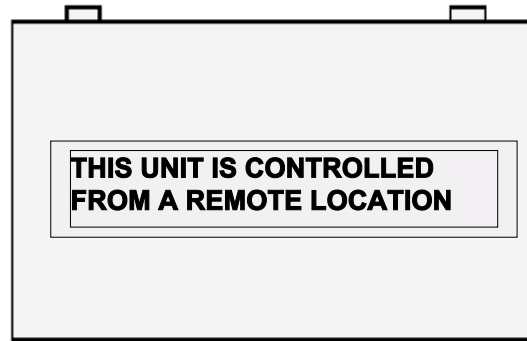 THIS UNIT IS CONTROLLED
FROM A REMOTE LOCATION